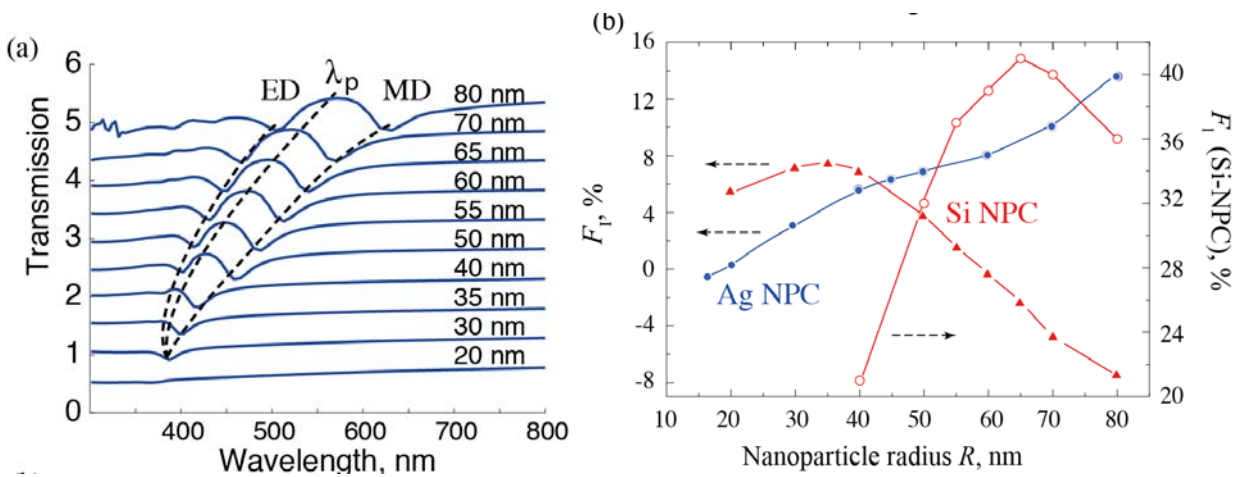 (a)
Transmission
6
5
4
3
2
1
0
ED
λp
MD
80 nm
70 nm
65 nm
60 nm
55 nm
50 nm
40 nm
35 nm
30 nm
20 nm
400 500 600 700 800
Wavelength, nm
(b)
F1, %
16
12
8
4
0
-4
-8
Ag NPC
Si NPC
40
36
32
28
24
20
F1 (Si-NPC), %
10 20 30 40 50 60 70 80
Nanoparticle radius R, nm